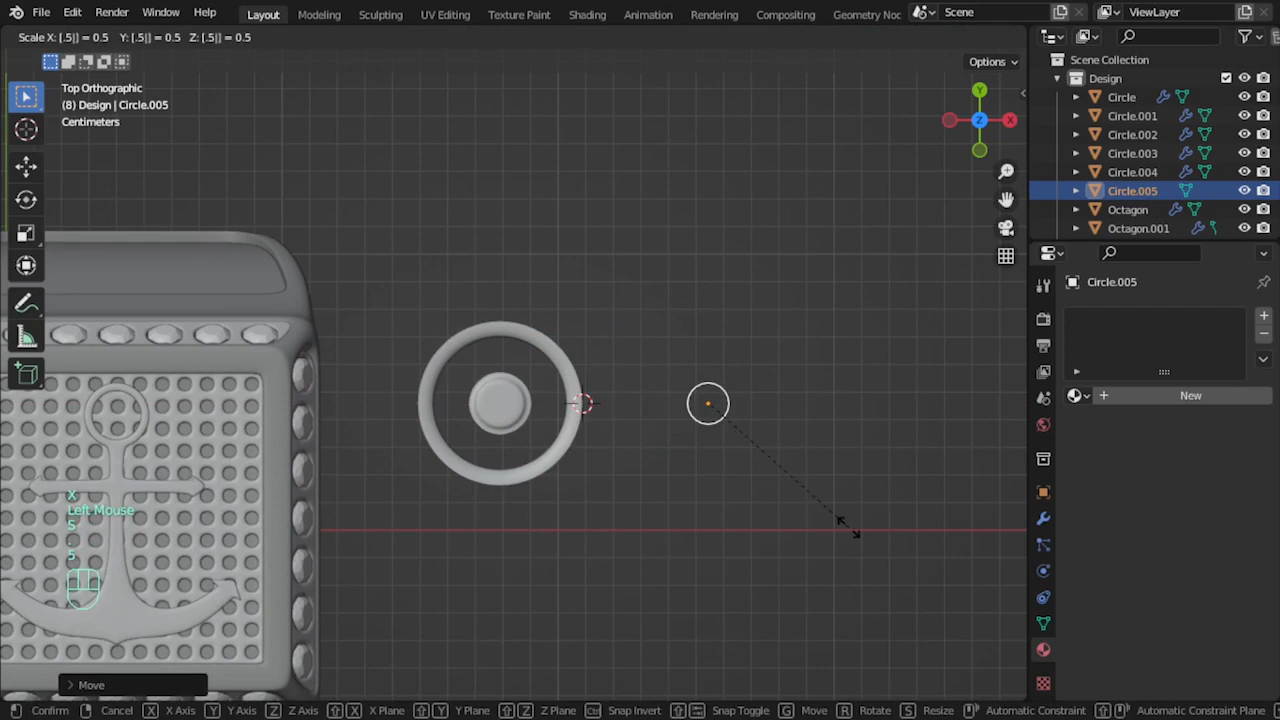 File Edit Render Window Help Layout Modeling Sculpting UV Editing Texture Paint Shading Animation Rendering Compositing Geometry Noc Scene ViewLayer
Scale X: [.5|] = 0.5 Y: [.5|] = 0.5 Z: [.5|] = 0.5
Options
Top Orthographic
(8) Design | Circle.005
Centimeters
Y
Z
X
X
Left Mouse
S
.
5
Move
Scene Collection
Design
Circle
Circle.001
Circle.002
Circle.003
Circle.004
Circle.005
Octagon
Octagon.001
Circle.005
New
Confirm Cancel X X Axis Y Y Axis Z Z Axis X X Plane Y Y Plane Z Z Plane Ctrl Snap Invert Snap Toggle G Move R Rotate S Resize Automatic Constraint Automatic Constraint Plane